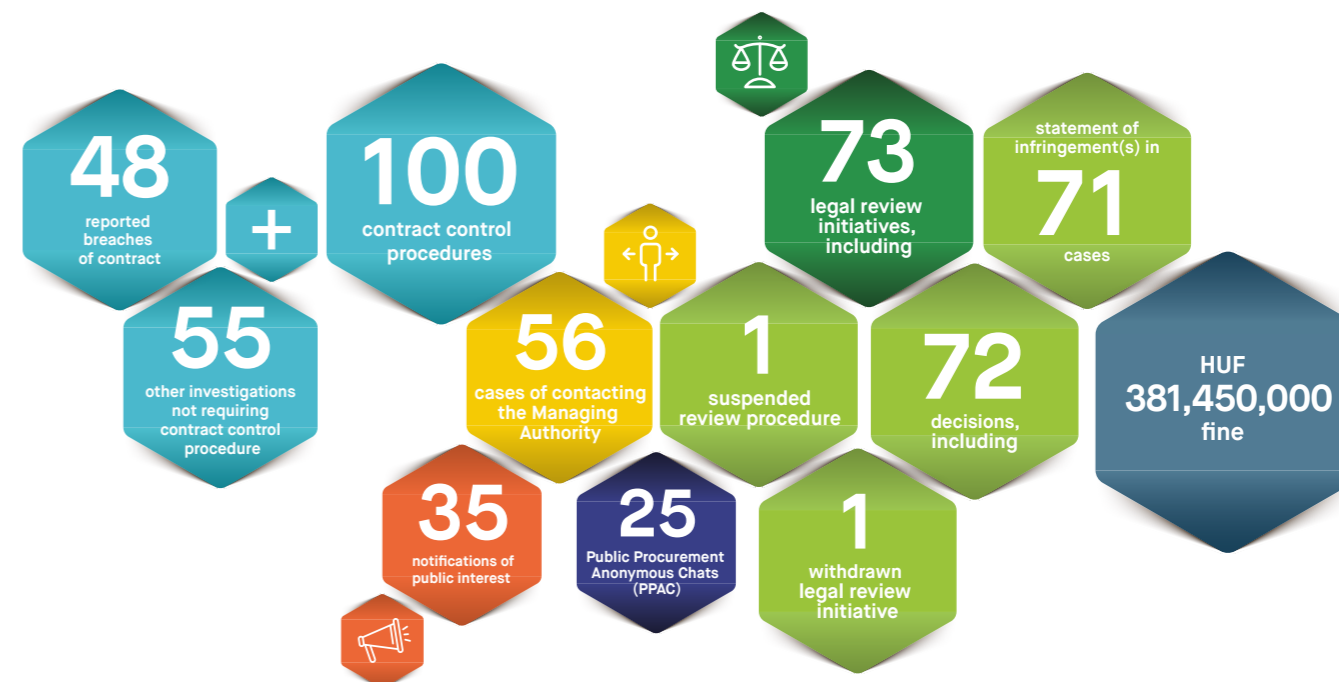 48
reported
breaches
of contract
+
100
contract control
procedures
55
other investigations
not requiring
contract control
procedure
73
legal review
initiatives,
including
statement of
infringement(s) in
71
cases
56
cases of contacting
the Managing
Authority
1
suspended
review procedure
72
decisions,
including
HUF
381,450,000
fine
35
notifications of
public interest
25
Public Procurement
Anonymous Chats
(PPAC)
1
withdrawn
legal review
initiative